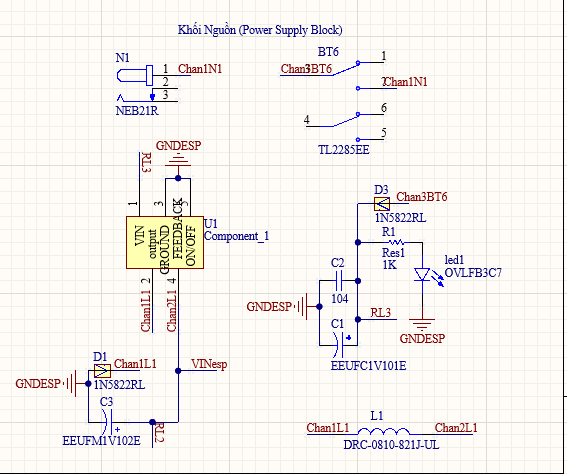 Khối Nguồn (Power Supply Block)
N1
1
Chan1N1
2
3
NEB21R
BT6
1
Chan3BT6
Chan1N1
6
4
5
TL2285EE
GNDESP
RL3
1
3
5
VIN
output
GROUND
FEEDBACK
ON/OFF
U1
Component_1
2
4
Chan1L1
Chan2L1
D3
Chan3BT6
1N5822RL
R1
Res1
1K
led1
OVLFB3C7
C2
104
GNDESP
RL3
C1
EEUFC1V101E
GNDESP
D1
Chan1L1
VINesp
GNDESP
1N5822RL
C3
EEUFM1V102E
RL2
L1
Chan1L1
Chan2L1
DRC-0810-821J-UL